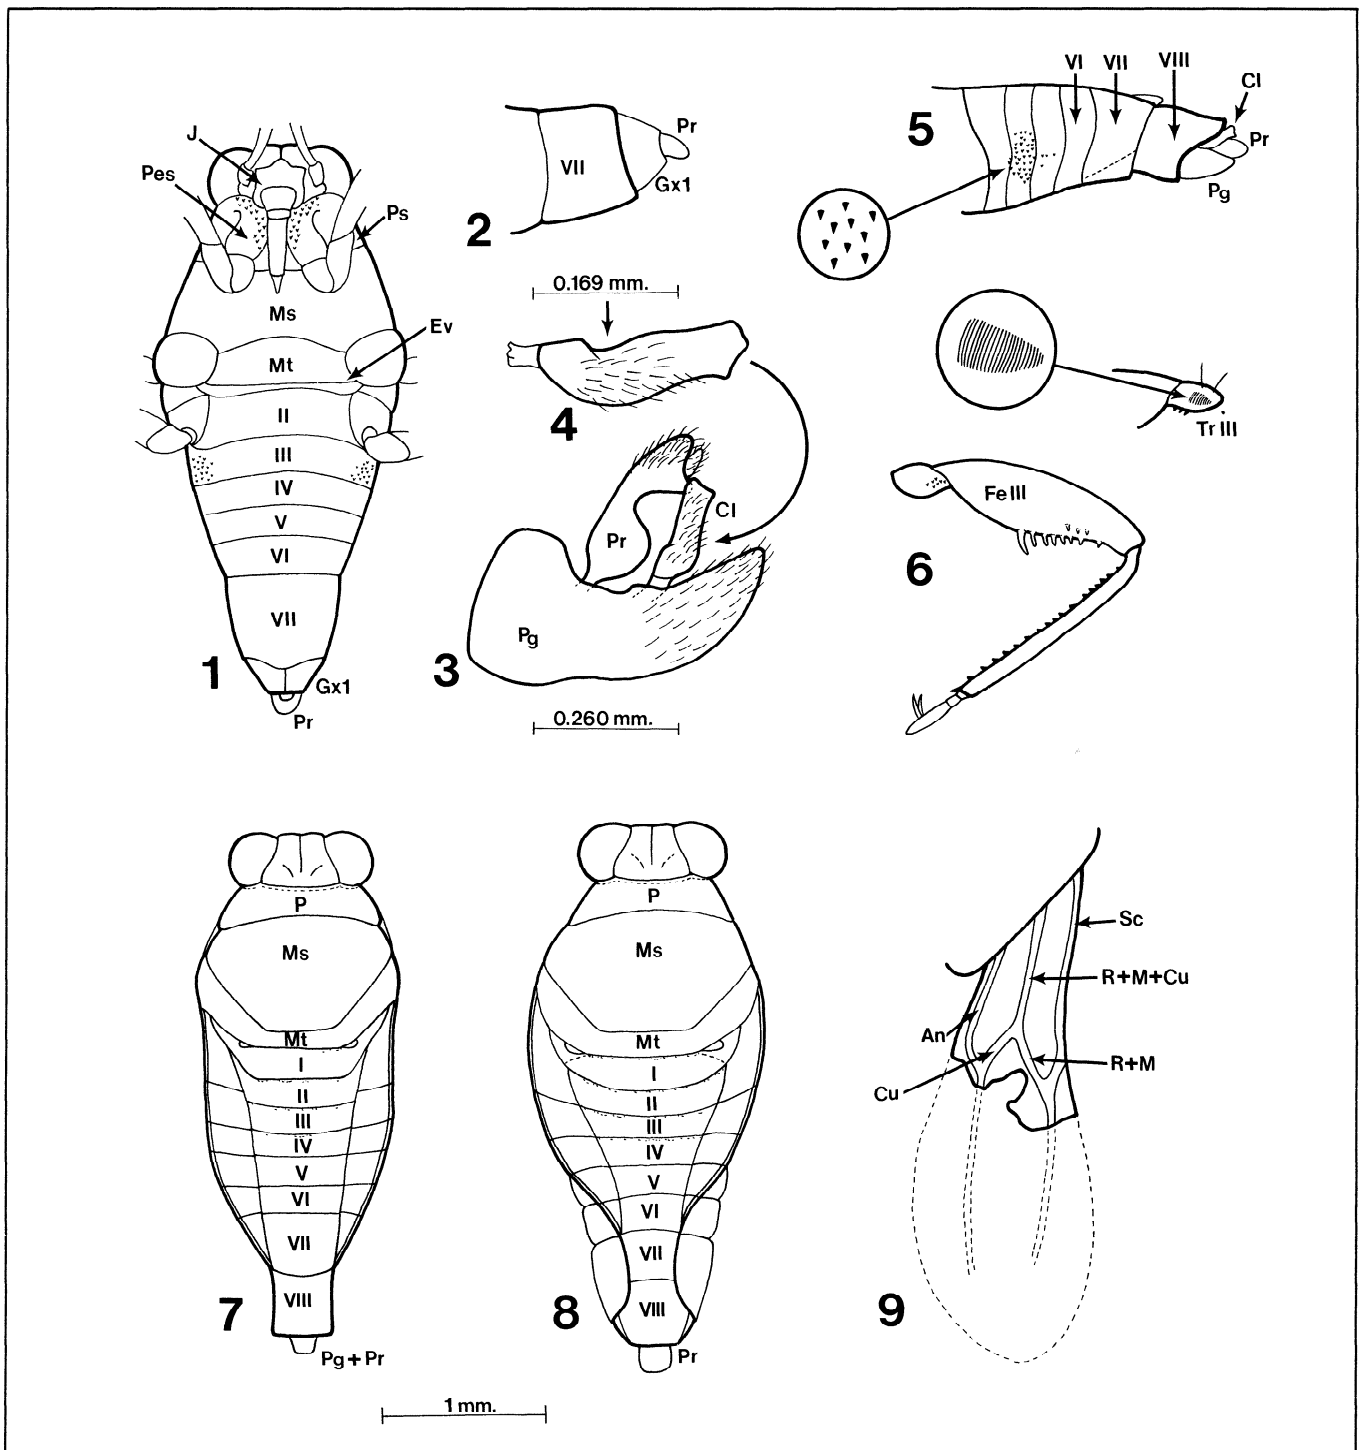 J
Pes
Ps
Ms
Ev
Mt
II
III
IV
V
VI
VII
1
Gx1
Pr
2
VII
Pr
Gx1
0.169 mm.
4
Pr
Cl
Pg
3
0.260 mm.
5
VI
VII
VIII
Cl
Pr
Pg
Tr III
Fe III
6
P
Ms
Mt
I
II
III
IV
V
VI
VII
VIII
7
Pg + Pr
P
Ms
Mt
I
II
III
IV
V
VI
VII
VIII
8
Pr
Sc
R+M+Cu
An
R+M
Cu
9
1 mm.